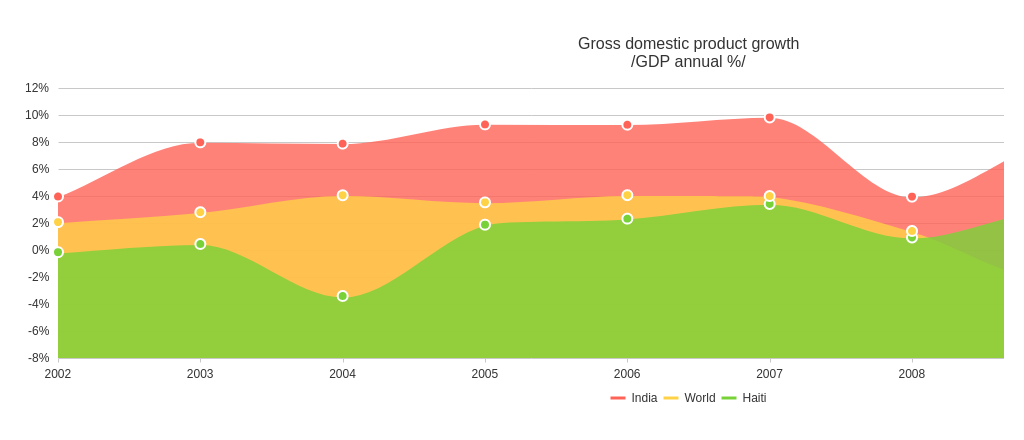 Gross domestic product growth
/GDP annual %/
12%
10%
8%
6%
4%
2%
0%
-2%
-4%
-6%
-8%
2002 2003 2004 2005 2006 2007 2008
India World Haiti